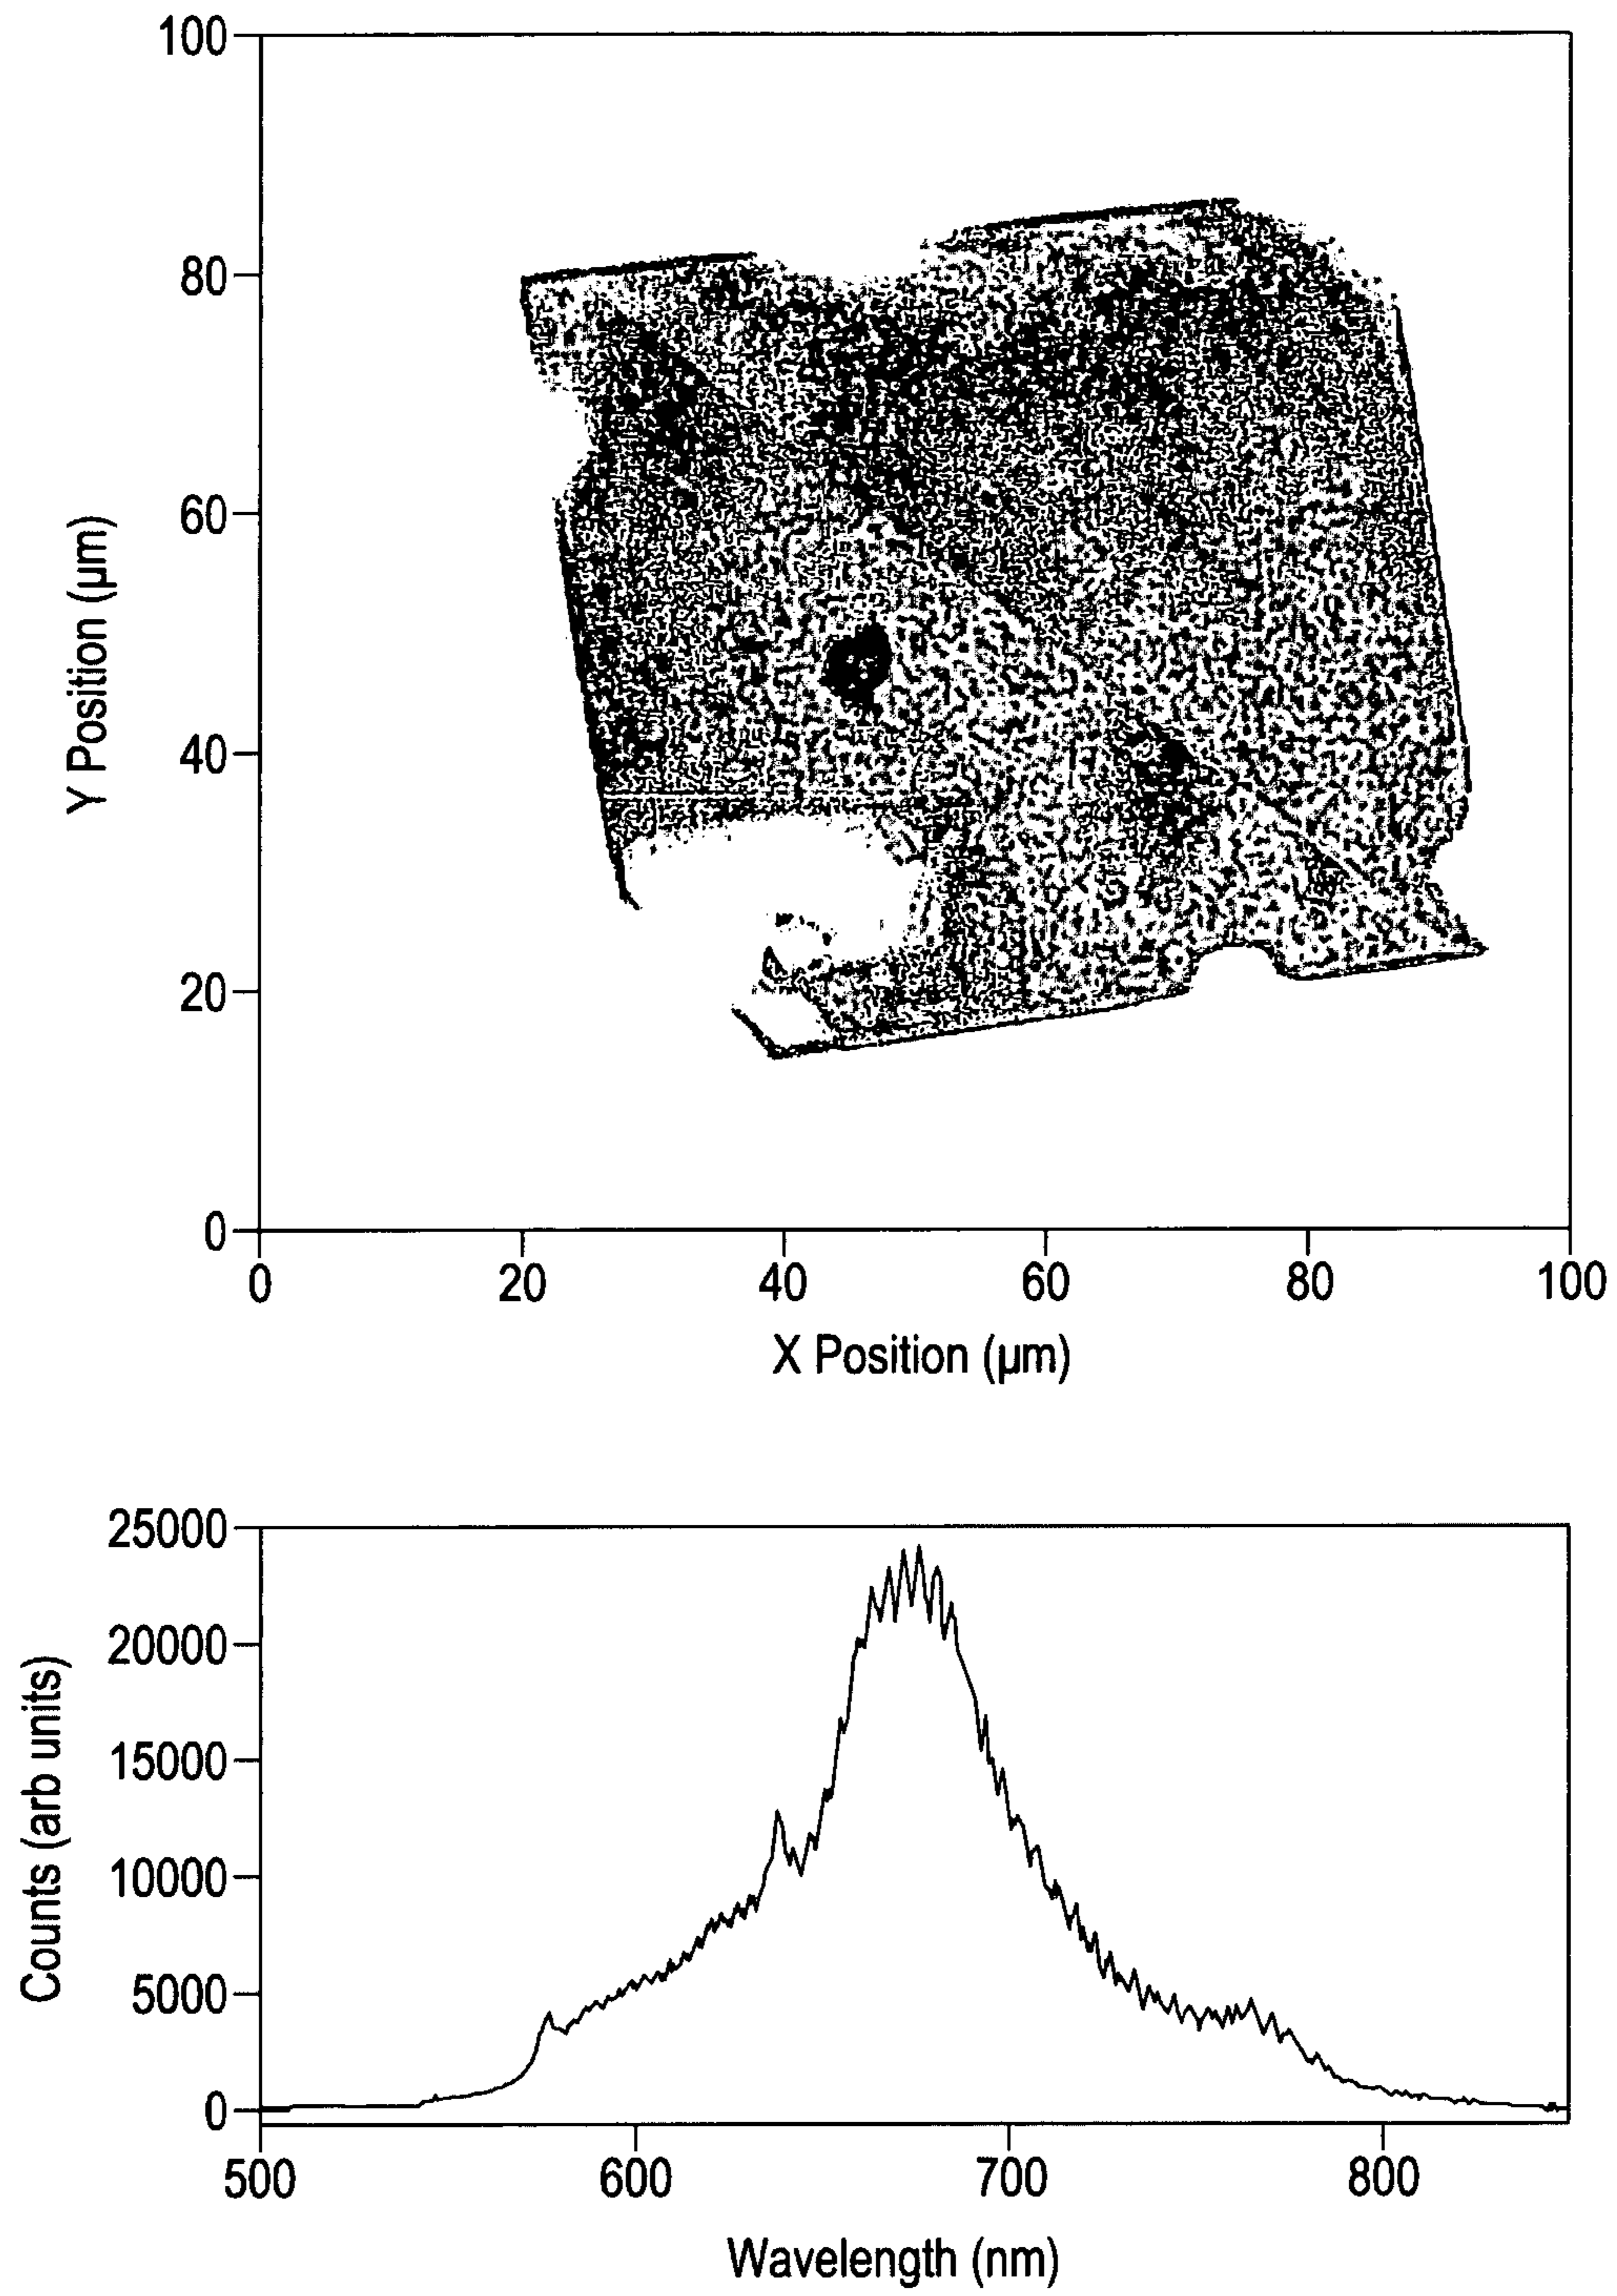 100
80
60
40
20
0
Y Position (µm)
0 20 40 60 80 100
X Position (µm)
25000
20000
15000
10000
5000
0
Counts (arb units)
500 600 700 800
Wavelength (nm)